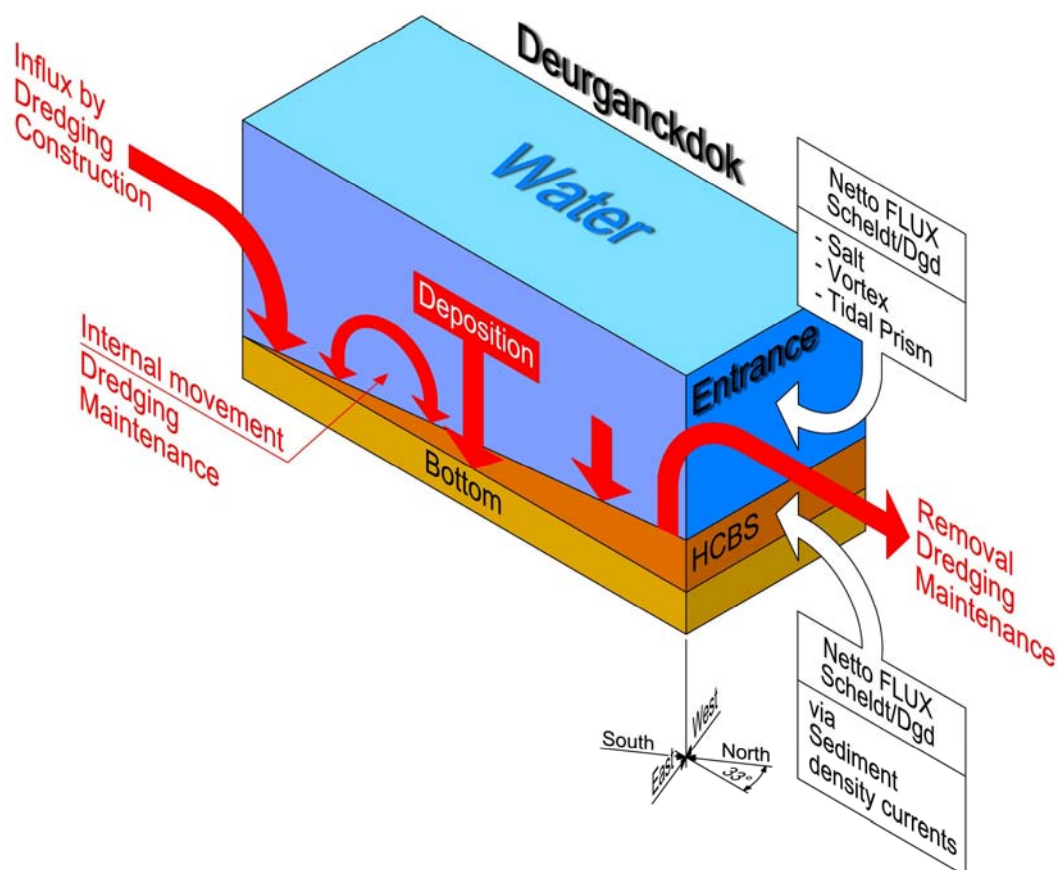 Deurganckdok
Water
Influx by
Dredging
Construction
Netto FLUX
Scheldt/Dgd
- Salt
- Vortex
- Tidal Prism
Deposition
Entrance
Internal movement
Dredging
Maintenance
Bottom
HCBS
Removal
Dredging
Maintenance
Netto FLUX
Scheldt/Dgd
via
Sediment
density currents
West
South
North
East
33°